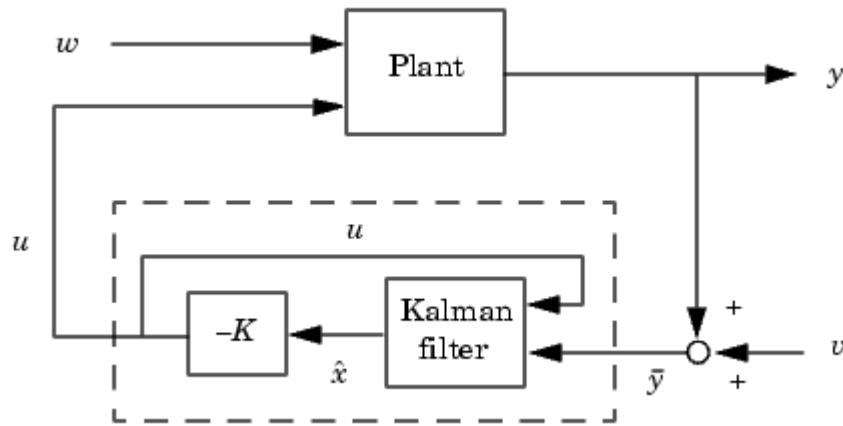 w
Plant
y
u
u
–K
Kalman
filter
x̂
ȳ
+
+
v